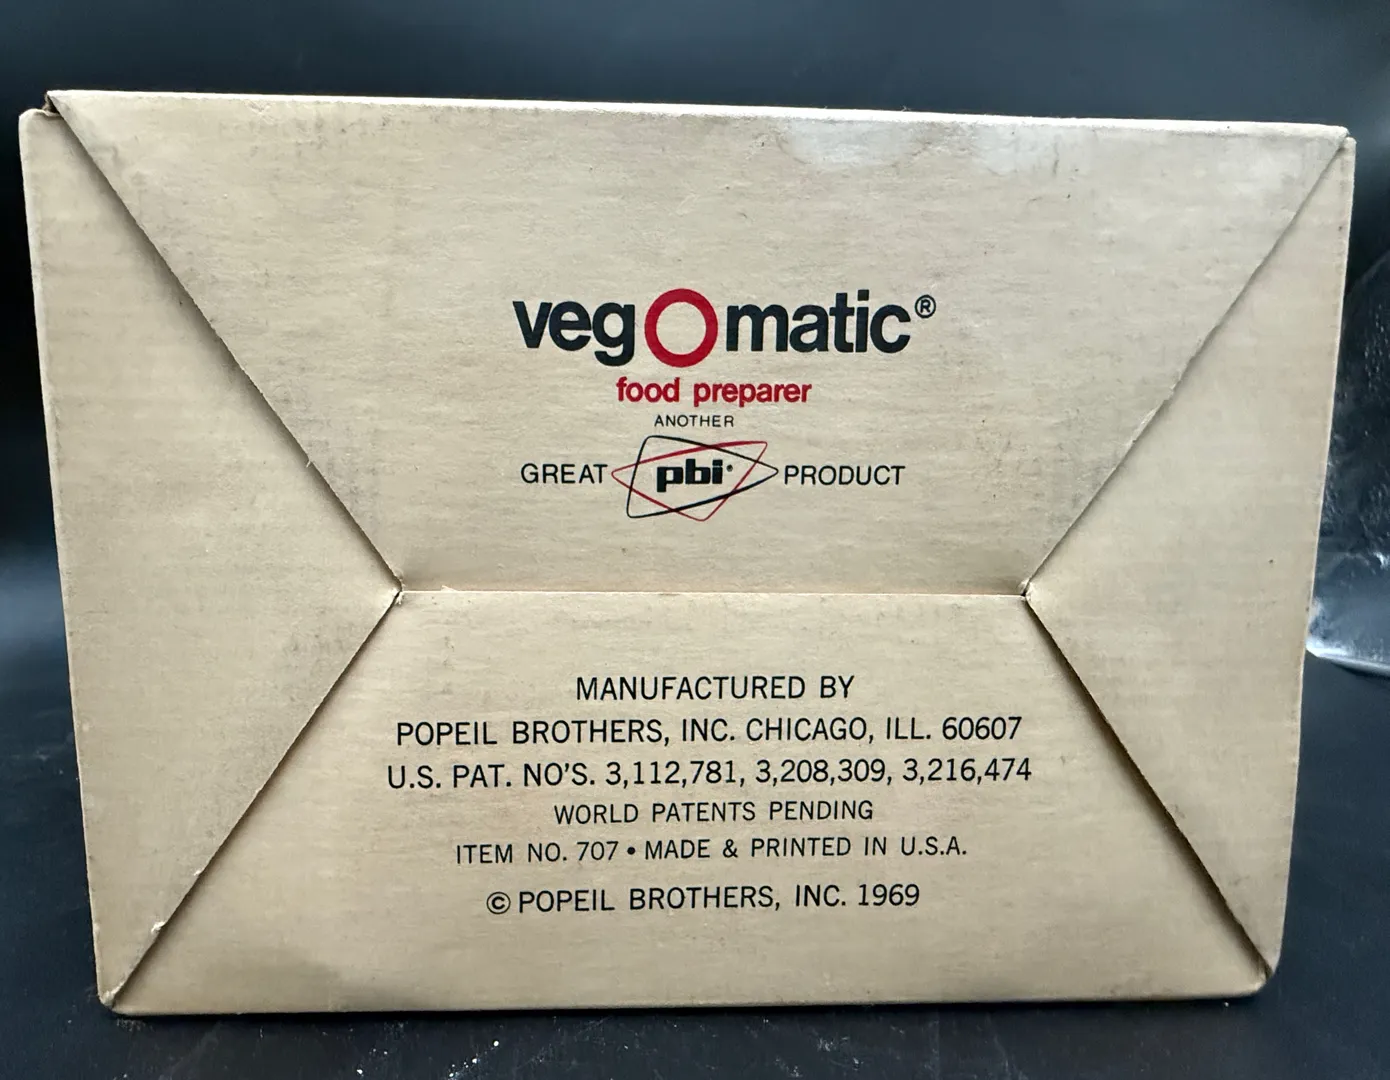 vegOmatic®
food preparer
ANOTHER
GREAT pbi® PRODUCT
MANUFACTURED BY
POPEIL BROTHERS, INC. CHICAGO, ILL. 60607
U.S. PAT. NO'S. 3,112,781, 3,208,309, 3,216,474
WORLD PATENTS PENDING
ITEM NO. 707 • MADE & PRINTED IN U.S.A.
© POPEIL BROTHERS, INC. 1969